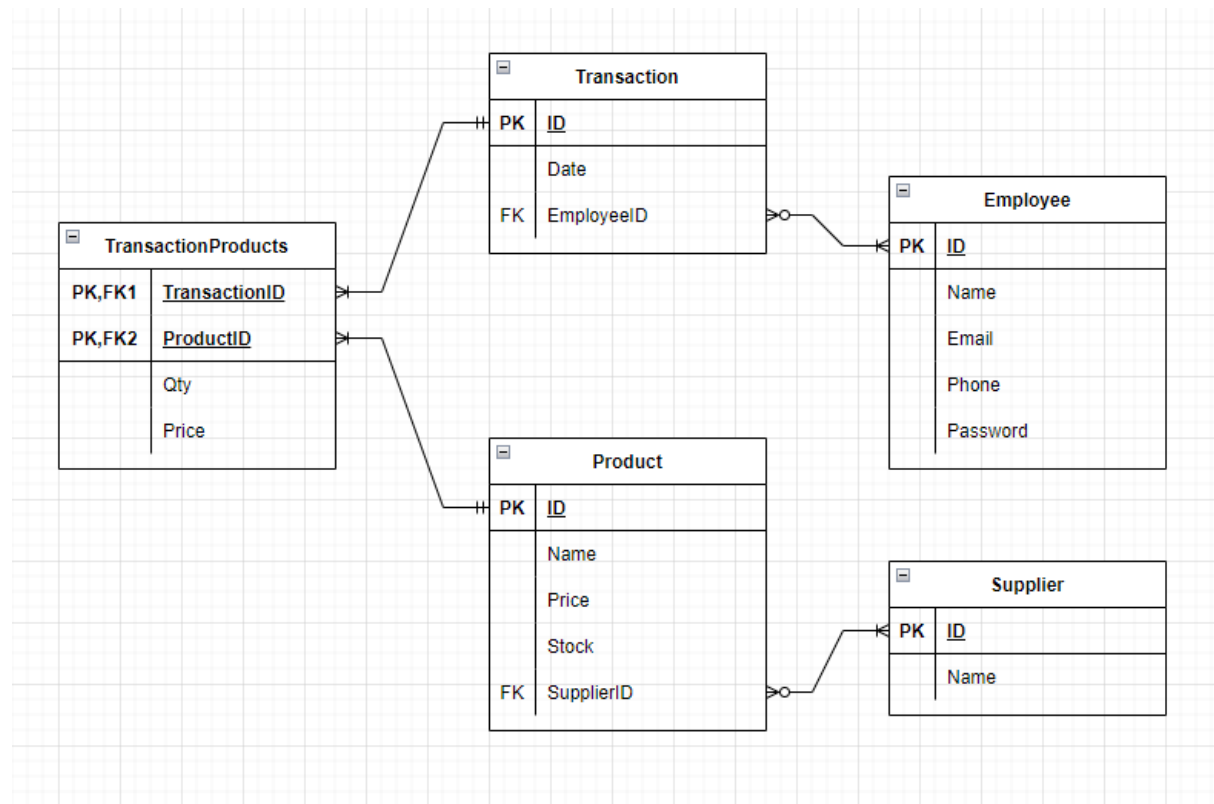 Transaction
PK ID
Date
FK EmployeeID
Employee
PK ID
Name
Email
Phone
Password
TransactionProducts
PK,FK1 TransactionID
PK,FK2 ProductID
Qty
Price
Product
PK ID
Name
Price
Stock
FK SupplierID
Supplier
PK ID
Name